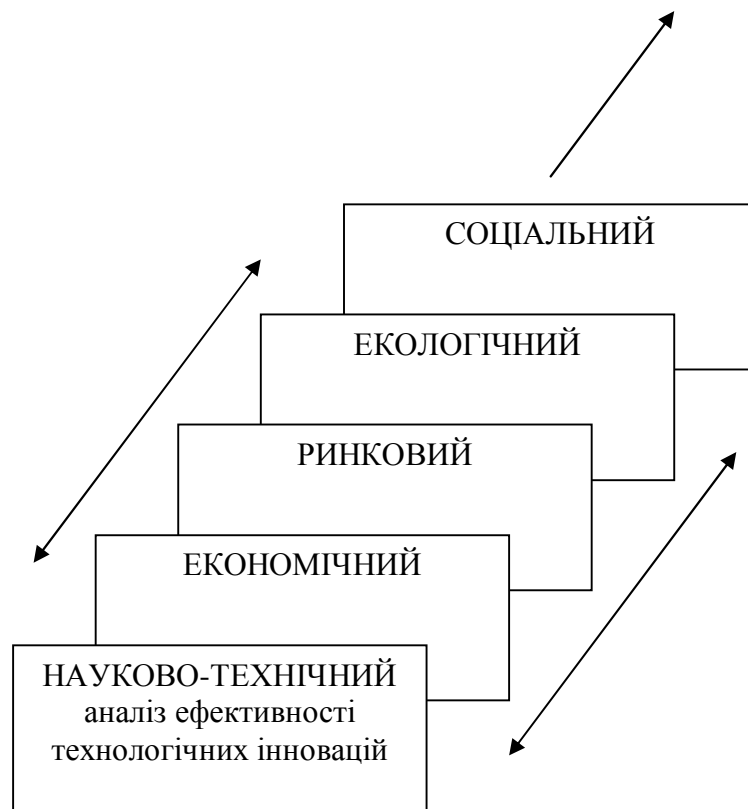 СОЦІАЛЬНИЙ
ЕКОЛОГІЧНИЙ
РИНКОВИЙ
ЕКОНОМІЧНИЙ
НАУКОВО-ТЕХНІЧНИЙ
аналіз ефективності
технологічних інновацій